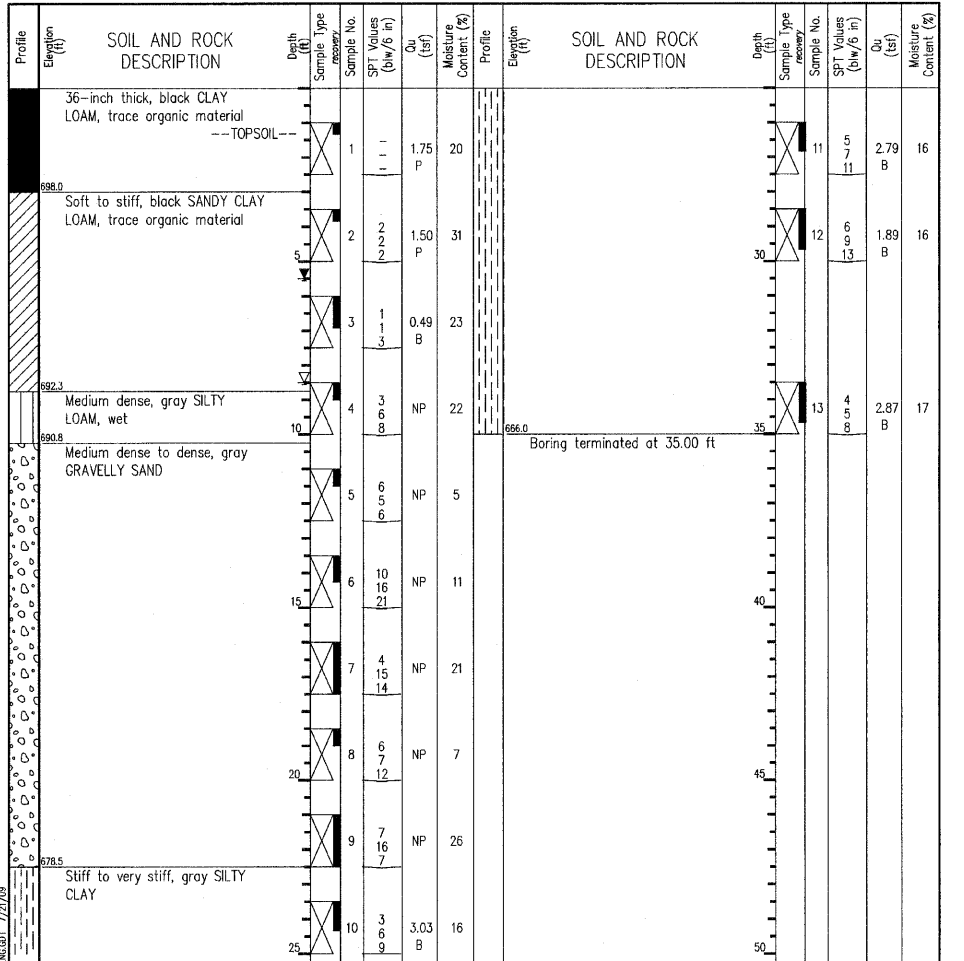 Profile
Elevation (ft)
SOIL AND ROCK
DESCRIPTION
Depth (ft)
Sample Type
recovery
Sample No.
SPT Values (blw/6 in)
Qu (tsf)
Moisture Content (%)
Profile
Elevation (ft)
SOIL AND ROCK
DESCRIPTION
Depth (ft)
Sample Type
recovery
Sample No.
SPT Values (blw/6 in)
Qu (tsf)
Moisture Content (%)
36-inch thick, black CLAY
LOAM, trace organic material
--TOPSOIL--
1 - - - 1.75 P 20
698.0
Soft to stiff, black SANDY CLAY
LOAM, trace organic material
2 2 2 2 1.50 P 31
5
3 1 1 3 0.49 B 23
692.3
Medium dense, gray SILTY
LOAM, wet
4 3 6 8 NP 22
10
690.8
Medium dense to dense, gray
GRAVELLY SAND
5 6 5 6 NP 5
6 10 16 21 NP 11
15
7 4 15 14 NP 21
8 6 7 12 NP 7
20
9 7 16 7 NP 26
678.5
Stiff to very stiff, gray SILTY
CLAY
10 3 6 9 3.03 B 16
25
11 5 7 11 2.79 B 16
12 6 9 13 1.89 B 16
30
13 4 5 8 2.87 B 17
35
666.0
Boring terminated at 35.00 ft
40
45
50
7/21/09